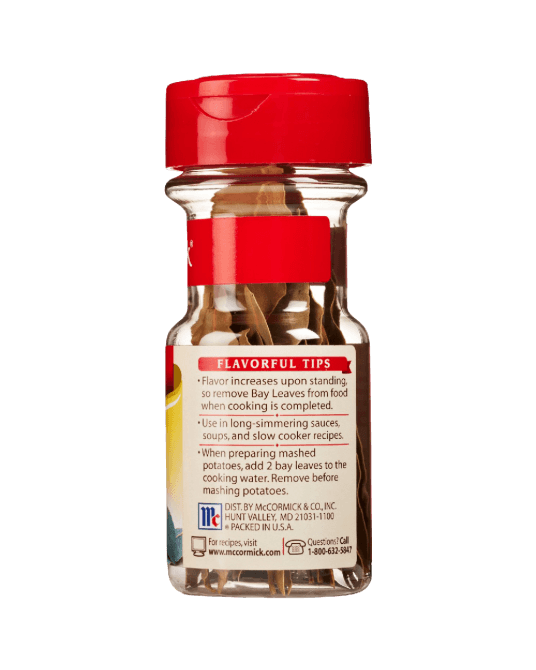 FLAVORFUL TIPS
• Flavor increases upon standing,
so remove Bay Leaves from food
when cooking is completed.
• Use in long-simmering sauces,
soups, and slow cooker recipes.
• When preparing mashed
potatoes, add 2 bay leaves to the
cooking water. Remove before
mashing potatoes.
Mc
DIST. BY McCORMICK & CO., INC.
HUNT VALLEY, MD 21031-1100
® PACKED IN U.S.A.
For recipes, visit
www.mccormick.com
Questions? Call
1-800-632-5847